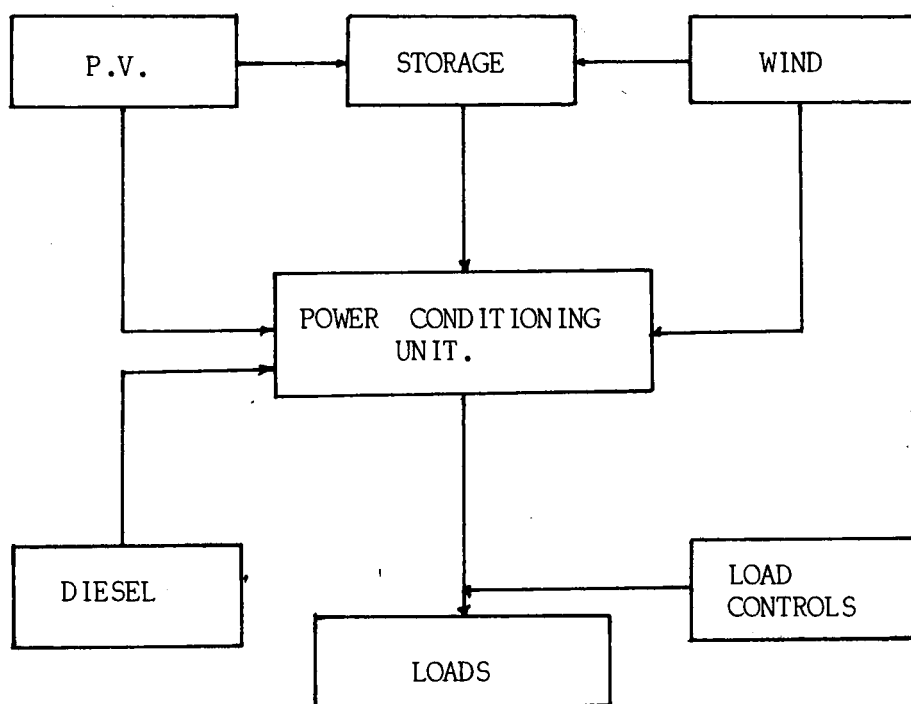 P.V.
STORAGE
WIND
POWER CONDITIONING
UNIT.
DIESEL
LOAD
CONTROLS
LOADS